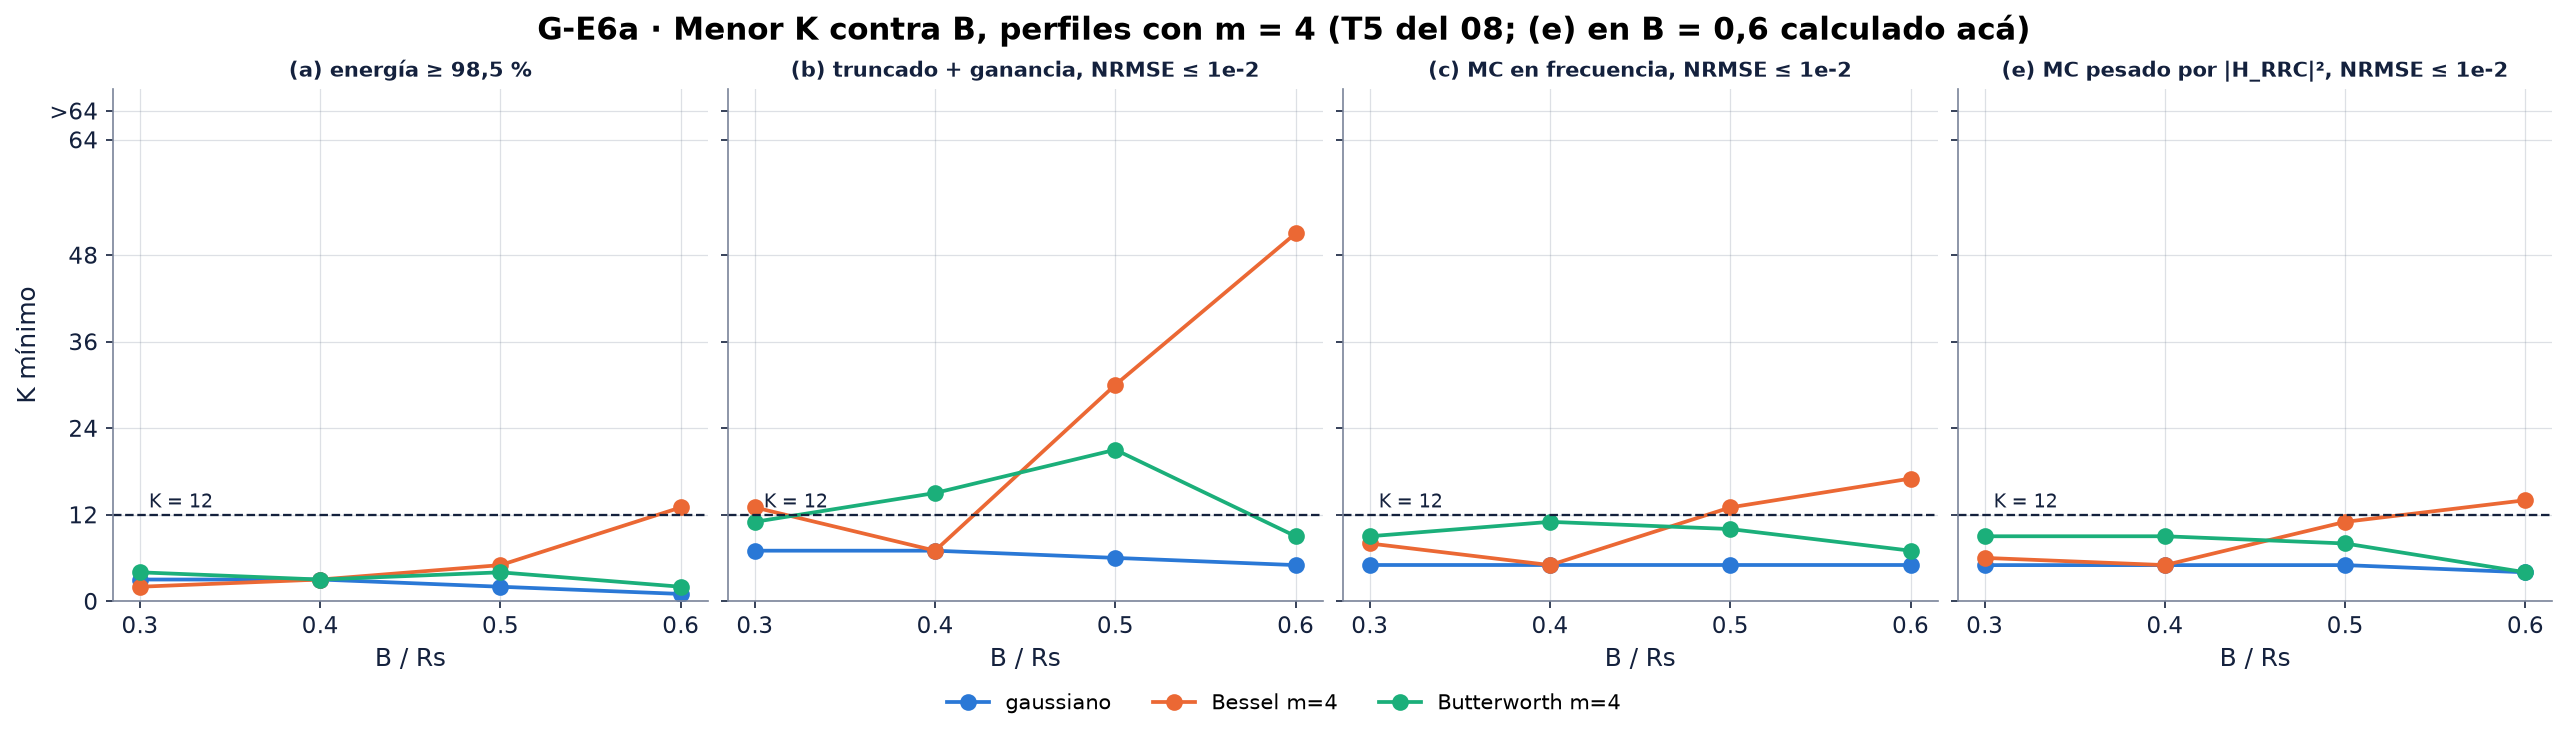 G-E6a · Menor K contra B, perfiles con m = 4 (T5 del 08; (e) en B = 0,6 calculado acá)
(a) energía ≥ 98,5 %
(b) truncado + ganancia, NRMSE ≤ 1e-2
(c) MC en frecuencia, NRMSE ≤ 1e-2
(e) MC pesado por |H_RRC|², NRMSE ≤ 1e-2
K mínimo
>64
64
48
36
24
12
0
K = 12
K = 12
K = 12
K = 12
0.3 0.4 0.5 0.6
0.3 0.4 0.5 0.6
0.3 0.4 0.5 0.6
0.3 0.4 0.5 0.6
B / Rs
B / Rs
B / Rs
B / Rs
gaussiano
Bessel m=4
Butterworth m=4